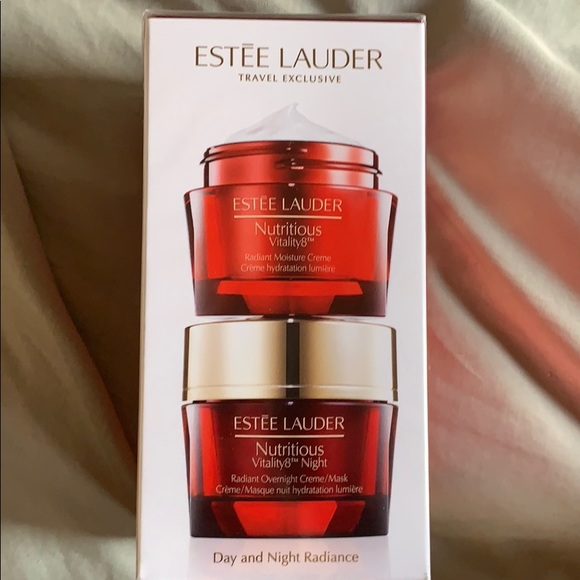 ESTĒE LAUDER
TRAVEL EXCLUSIVE
ESTĒE LAUDER
Nutritious
Vitality8™
Radiant Moisture Creme
Crème hydratation lumière
ESTĒE LAUDER
Nutritious
Vitality8™ Night
Radiant Overnight Creme/Mask
Crème/Masque nuit hydratation lumière
Day and Night Radiance